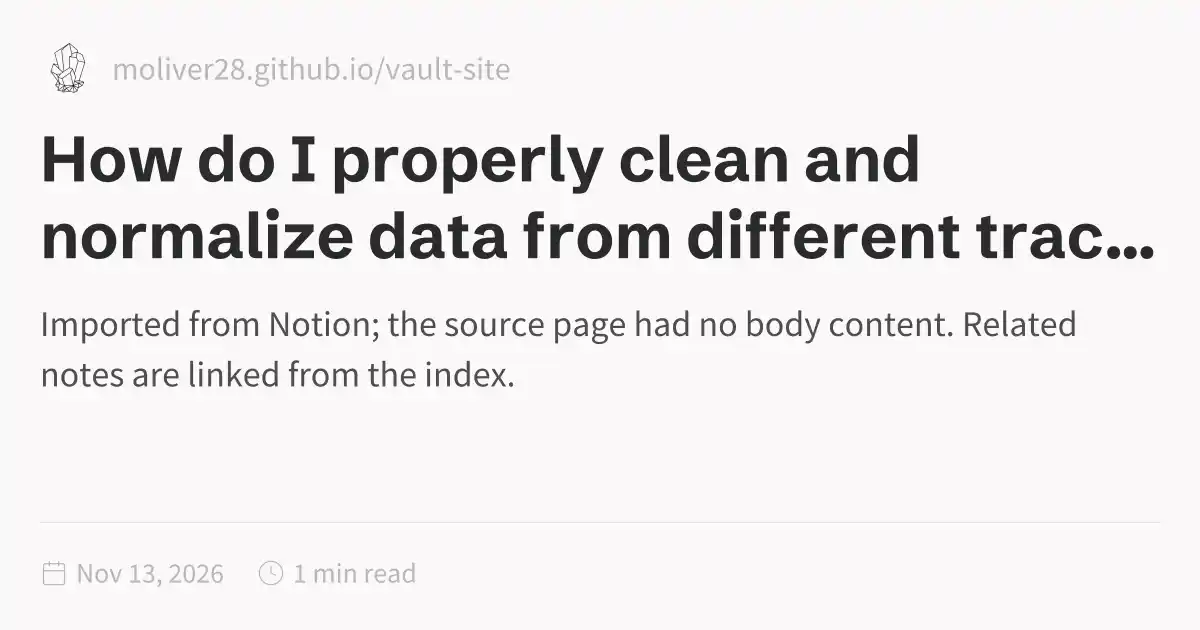 moliver28.github.io/vault-site
How do I properly clean and
normalize data from different trac...
Imported from Notion; the source page had no body content. Related
notes are linked from the index.
Nov 13, 2026
1 min read